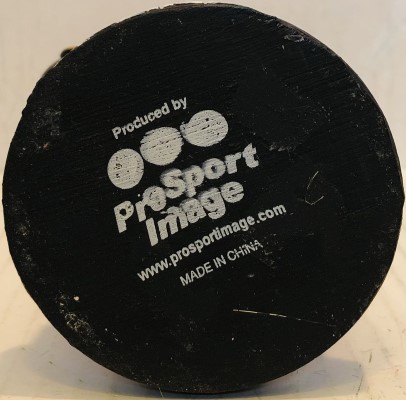 Produced by
ProSport
Image
www.prosportimage.com
MADE IN CHINA